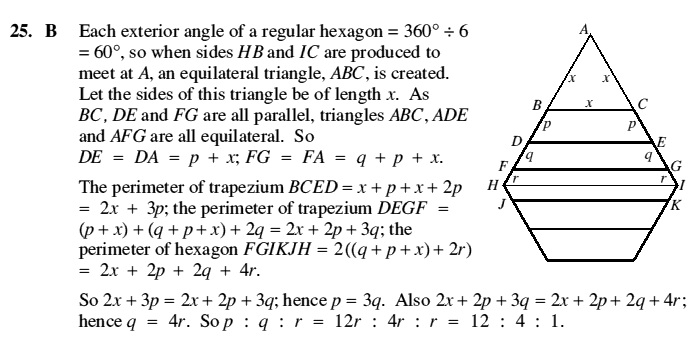 25. B Each exterior angle of a regular hexagon = 360° ÷ 6
= 60°, so when sides HB and IC are produced to
meet at A, an equilateral triangle, ABC, is created.
Let the sides of this triangle be of length x. As
BC, DE and FG are all parallel, triangles ABC, ADE
and AFG are all equilateral. So
DE = DA = p + x; FG = FA = q + p + x.
The perimeter of trapezium BCED = x + p + x + 2p
= 2x + 3p; the perimeter of trapezium DEGF =
(p + x) + (q + p + x) + 2q = 2x + 2p + 3q; the
perimeter of hexagon FGIKJH = 2((q + p + x) + 2r)
= 2x + 2p + 2q + 4r.
So 2x + 3p = 2x + 2p + 3q; hence p = 3q. Also 2x + 2p + 3q = 2x + 2p + 2q + 4r;
hence q = 4r. So p : q : r = 12r : 4r : r = 12 : 4 : 1.
A
x x
B x C
p p
D E
q q
F G
H r r I
J K